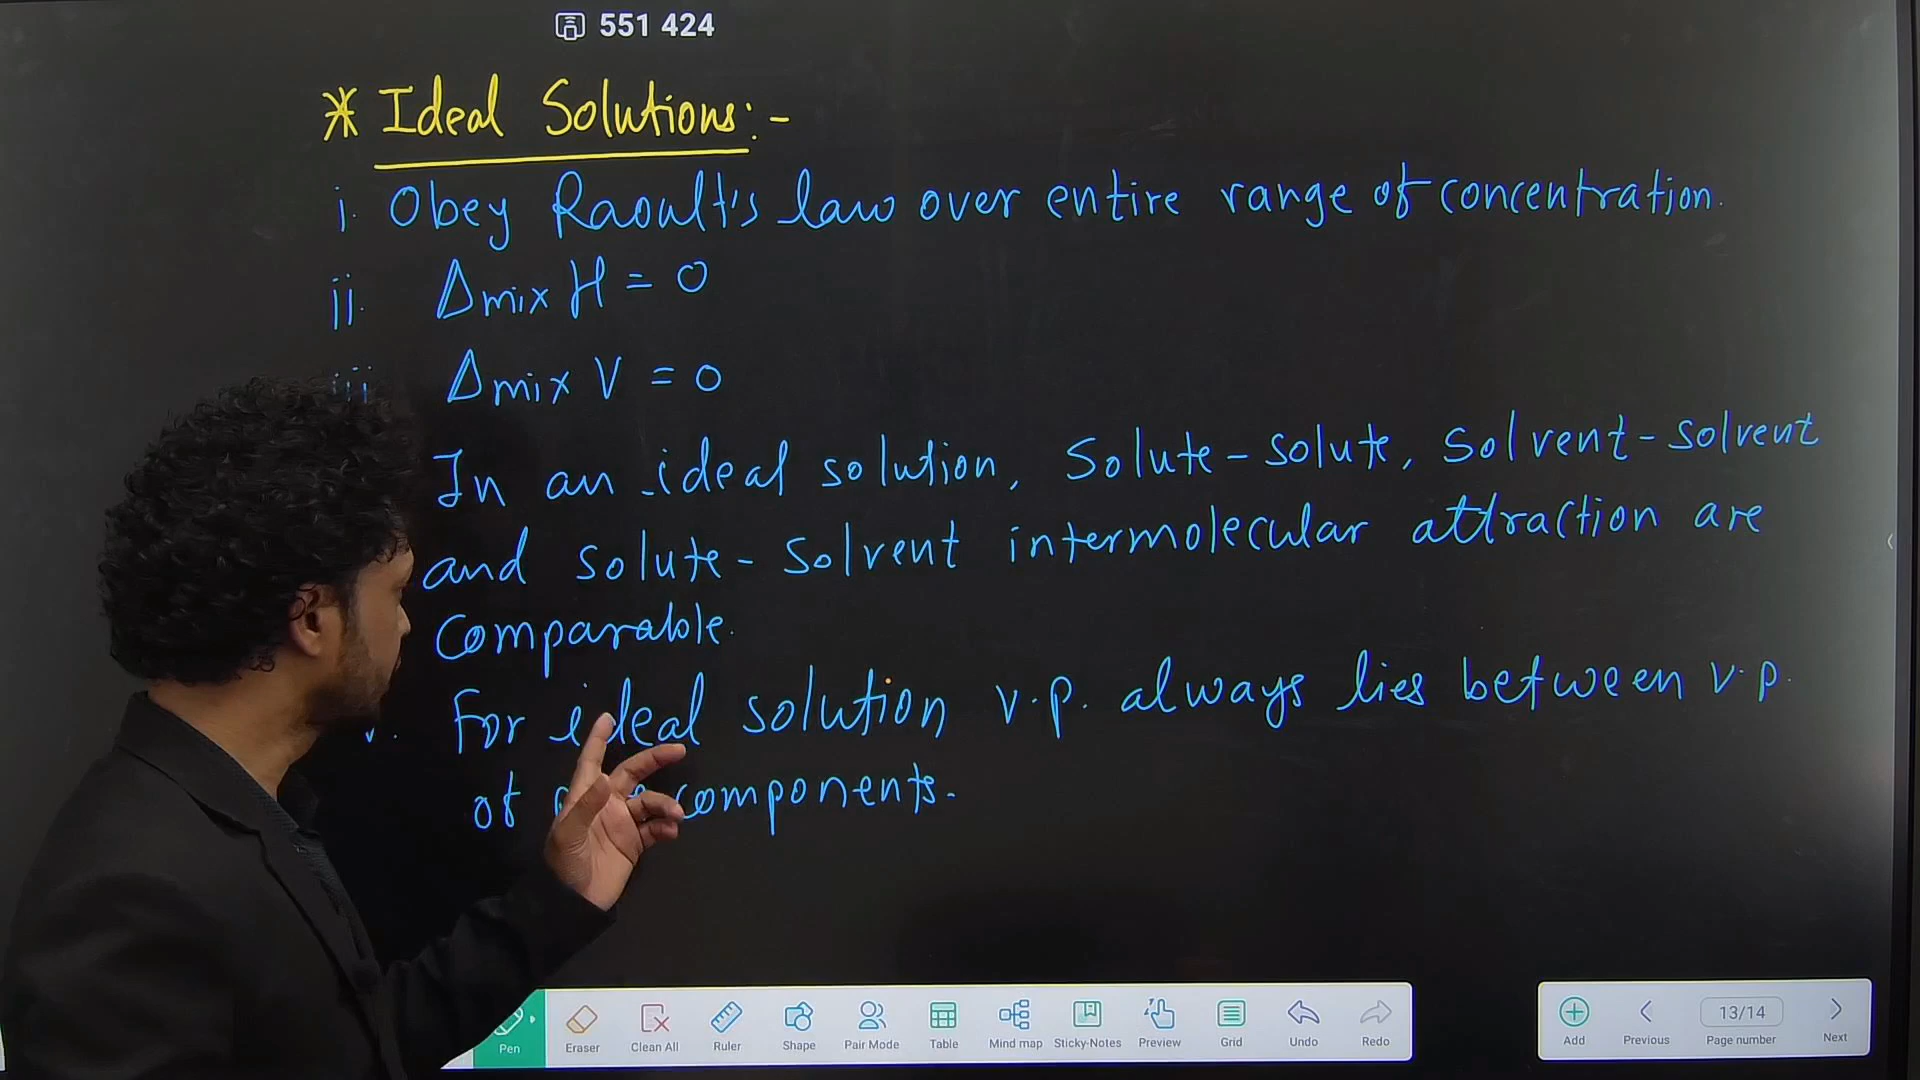 551 424
* Ideal Solutions:-
i. Obey Raoult's law over entire range of concentration.
ii. Δmix H = 0
iii Δmix V = 0
In an ideal solution, Solute-solute, Solvent-solvent
and solute-solvent intermolecular attraction are
comparable.
v. For ideal solution v.p. always lies between v.p.
of components.
Pen Eraser Clean All Ruler Shape Pair Mode Table Mind map Sticky-Notes Preview Grid Undo Redo
Add Previous 13/14 Page number Next